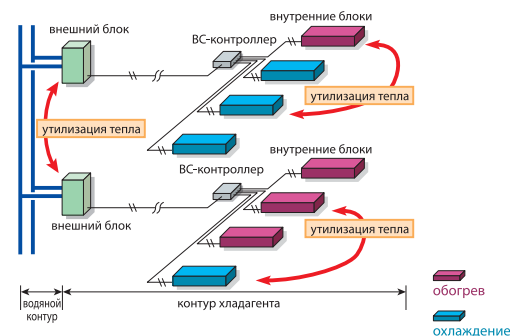 внешний блок
внутренние блоки
BC-контроллер
утилизация тепла
утилизация тепла
внутренние блоки
BC-контроллер
утилизация тепла
внешний блок
водяной
контур
контур хладагента
обогрев
охлаждение